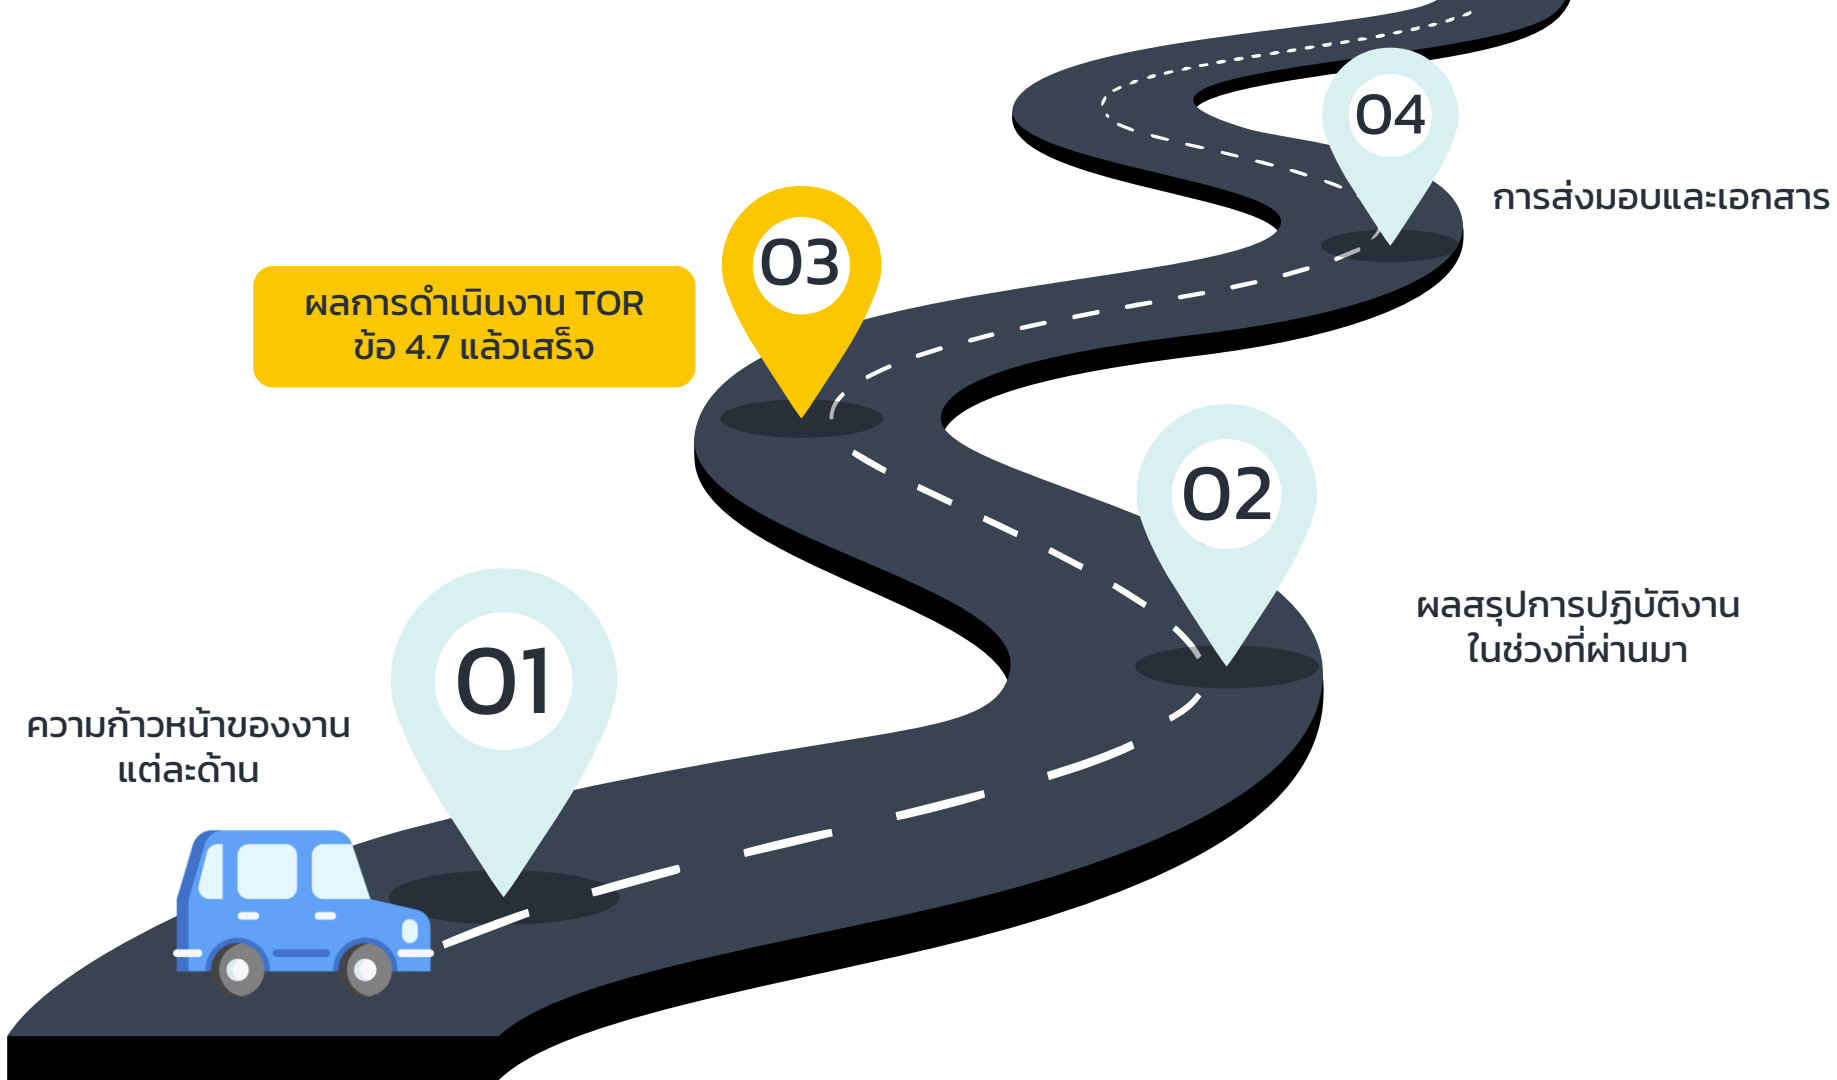 01
ความก้าวหน้าของงาน
แต่ละด้าน
02
ผลสรุปการปฏิบัติงาน
ในช่วงที่ผ่านมา
03
ผลการดำเนินงาน TOR
ข้อ 4.7 แล้วเสร็จ
04
การส่งมอบและเอกสาร